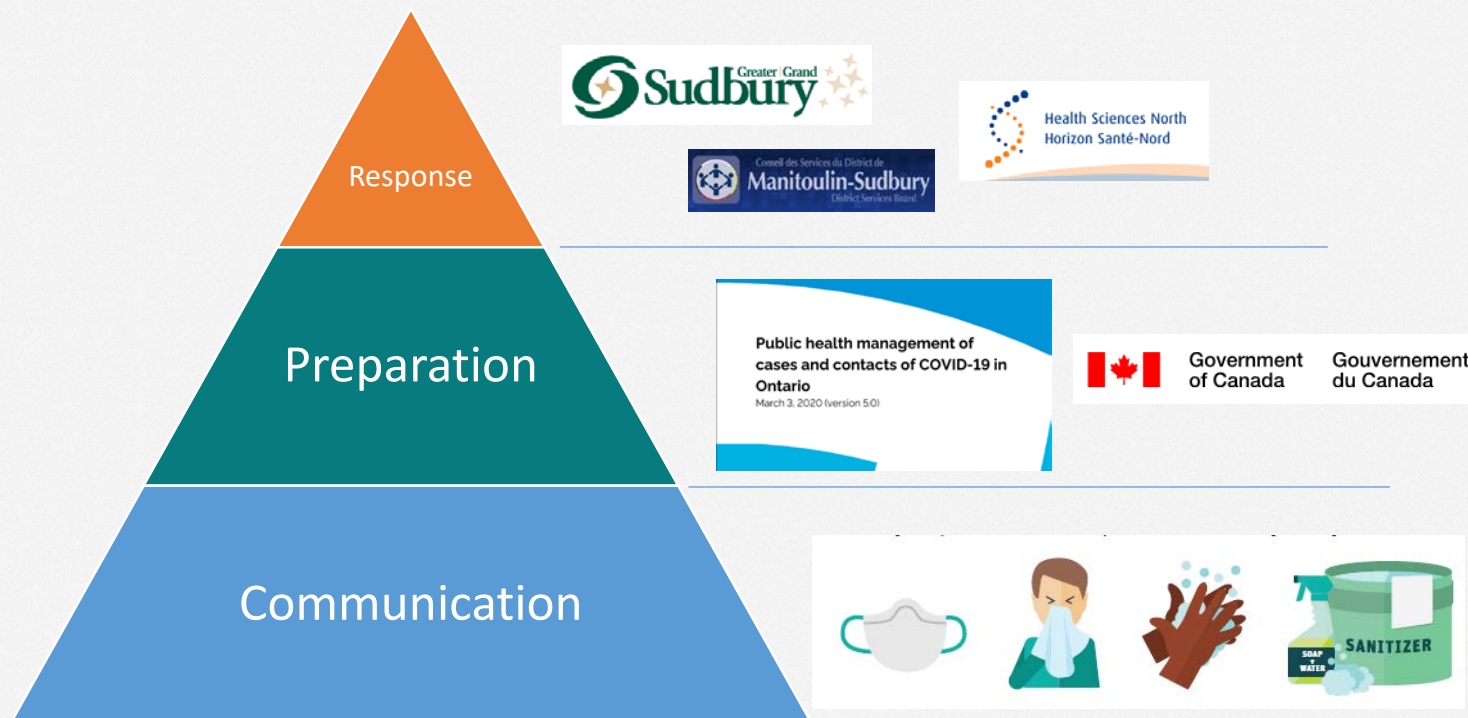 Response
Greater Grand
Sudbury
Health Sciences North
Horizon Santé-Nord
Conseil des Services du District de
Manitoulin-Sudbury
District Services Board
Preparation
Public health management of
cases and contacts of COVID-19 in
Ontario
March 3, 2020 (version 5.0)
Government
of Canada
Gouvernement
du Canada
Communication
SOAP
+
WATER
SANITIZER